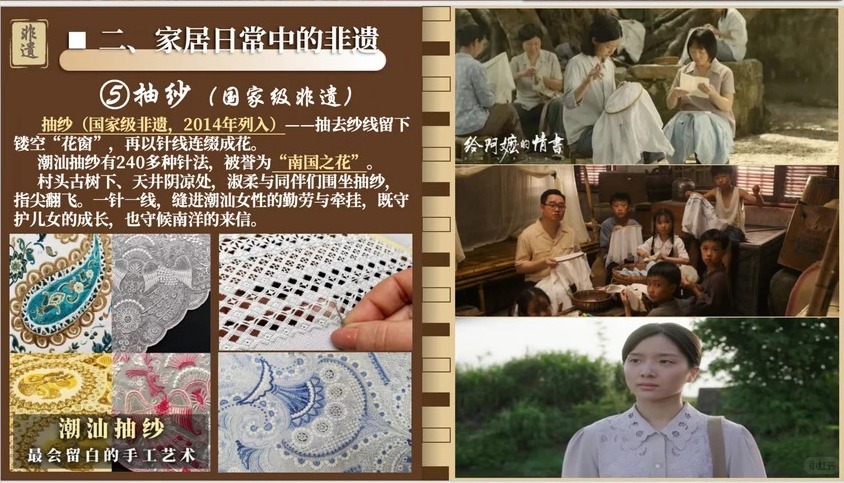 非遗
二、家居日常中的非遗
⑤抽纱（国家级非遗）
抽纱（国家级非遗，2014年列入）——抽去纱线留下
镂空“花窗”，再以针线连缀成花。
潮汕抽纱有240多种针法，被誉为“南国之花”。
村头古树下、天井阴凉处，淑柔与同伴们围坐抽纱，
指尖翻飞。一针一线，缝进潮汕女性的勤劳与牵挂，既守
护儿女的成长，也守候南洋的来信。
潮汕抽纱
最会留白的手工艺术
给阿嬷的情书
小红书